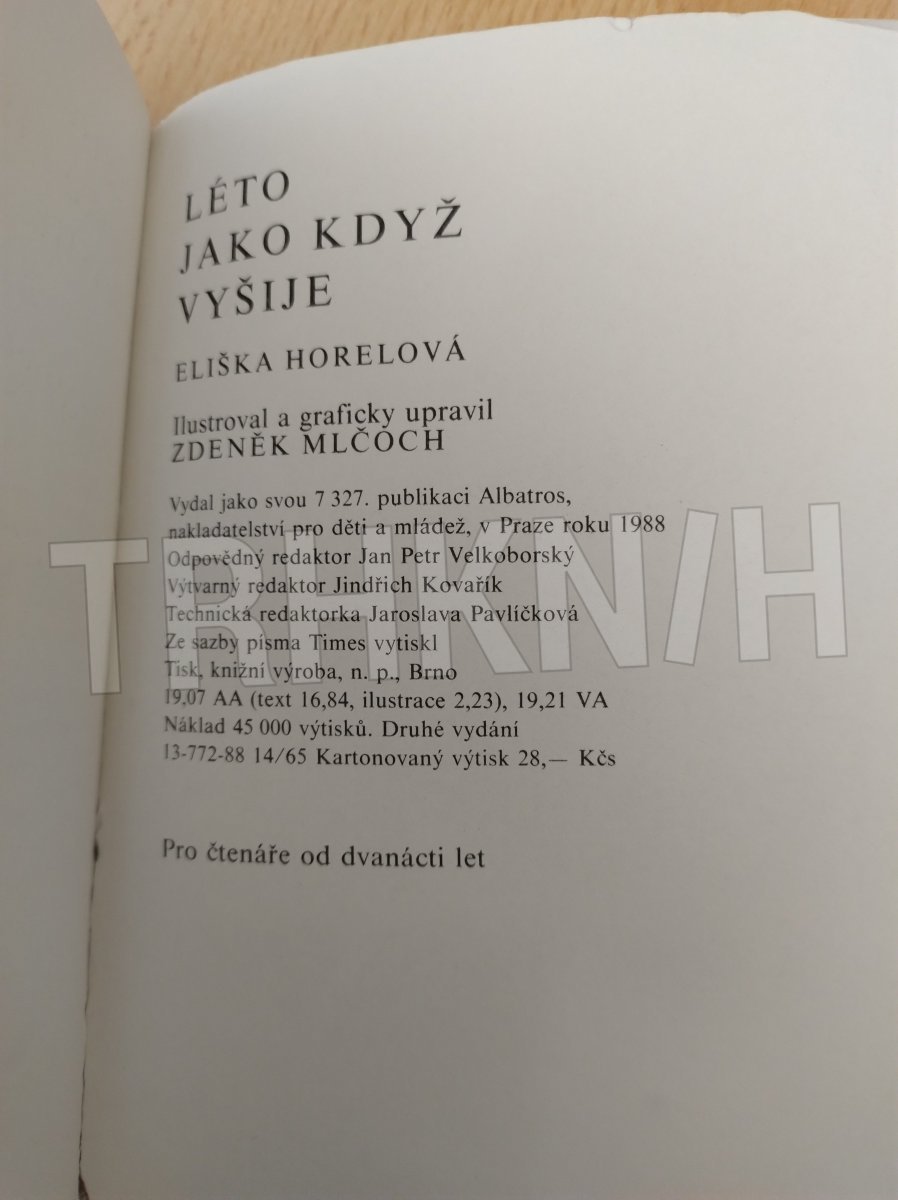 LÉTO
JAKO KDYŽ
VYŠIJE
ELIŠKA HORELOVÁ
Ilustroval a graficky upravil
ZDENĚK MLČOCH
Vydal jako svou 7 327. publikaci Albatros,
nakladatelství pro děti a mládež, v Praze roku 1988
Odpovědný redaktor Jan Petr Velkoborský
Výtvarný redaktor Jindřich Kovařík
Technická redaktorka Jaroslava Pavlíčková
Ze sazby písma Times vytiskl
Tisk, knižní výroba, n. p., Brno
19,07 AA (text 16,84, ilustrace 2,23), 19,21 VA
Náklad 45 000 výtisků. Druhé vydání
13-772-88 14/65 Kartonovaný výtisk 28,— Kčs
Pro čtenáře od dvanácti let
TRHKN/H